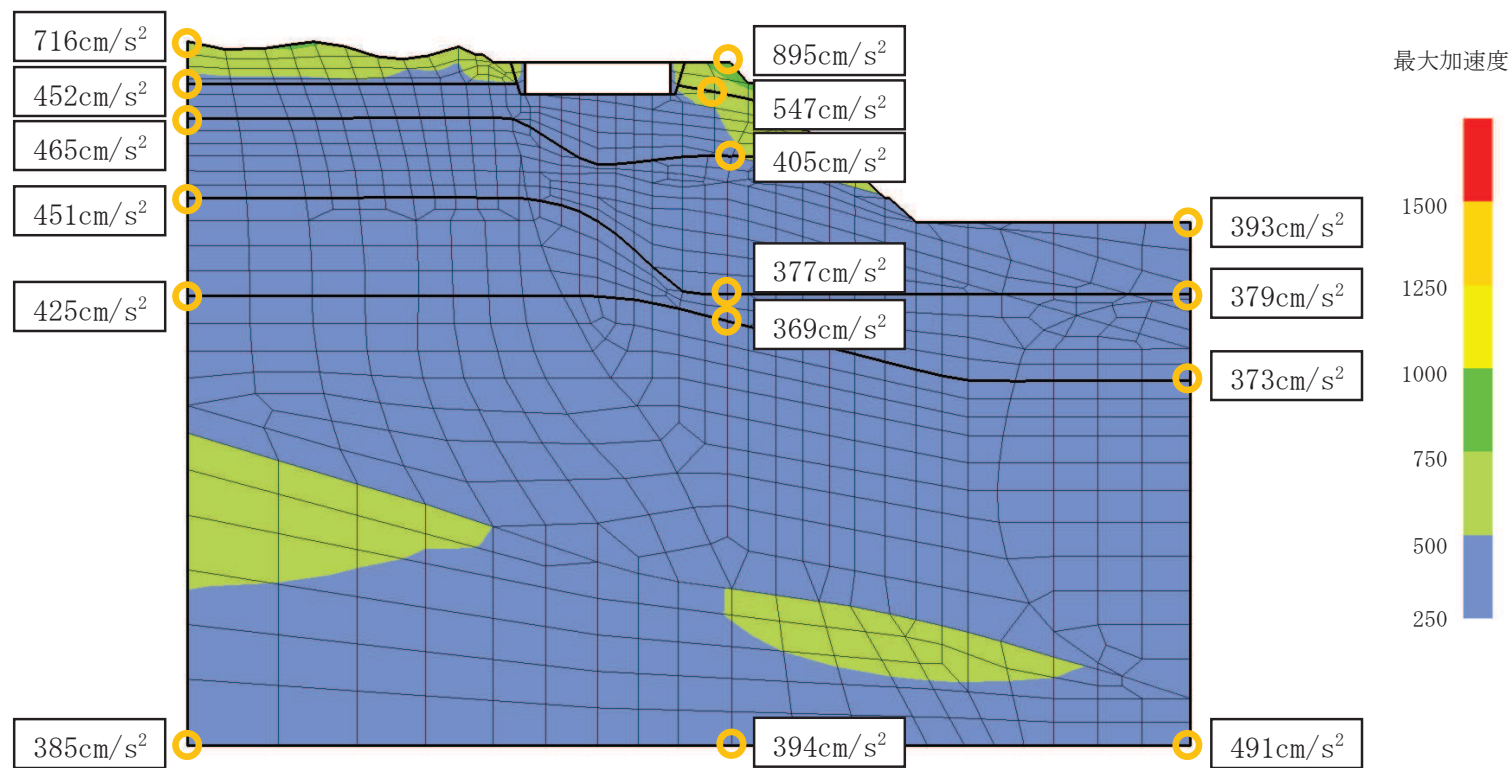 716cm/s²
452cm/s²
465cm/s²
451cm/s²
425cm/s²
385cm/s²
895cm/s²
547cm/s²
405cm/s²
377cm/s²
369cm/s²
394cm/s²
393cm/s²
379cm/s²
373cm/s²
491cm/s²
最大加速度
1500
1250
1000
750
500
250